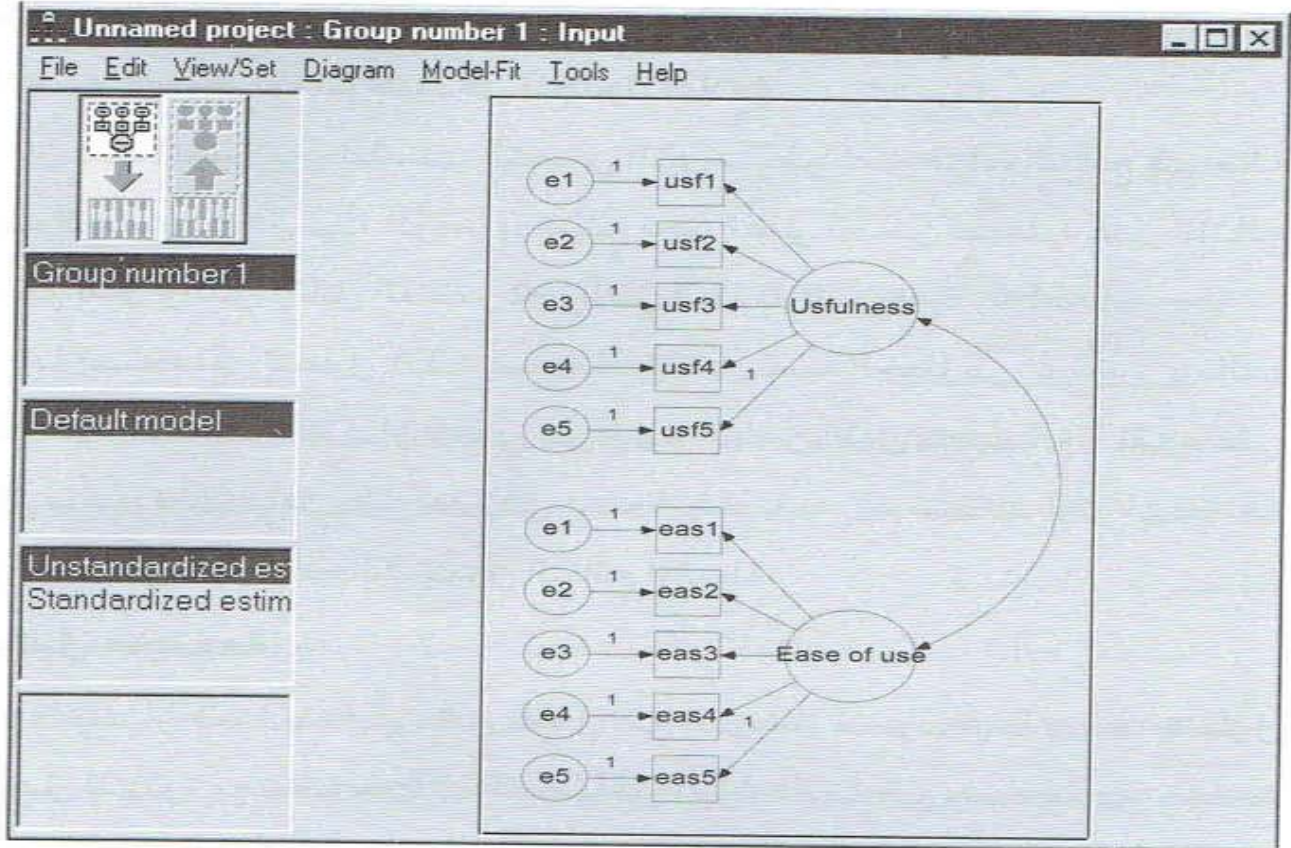 Unnamed project : Group number 1 : Input
File Edit View/Set Diagram Model-Fit Tools Help
Group number 1
Default model
Unstandardized es
Standardized estim
e1 1 usf1
e2 1 usf2
e3 1 usf3
Usfulness
e4 1 usf4 1
e5 1 usf5
e1 1 eas1
e2 1 eas2
e3 1 eas3
Ease of use
e4 1 eas4 1
e5 1 eas5